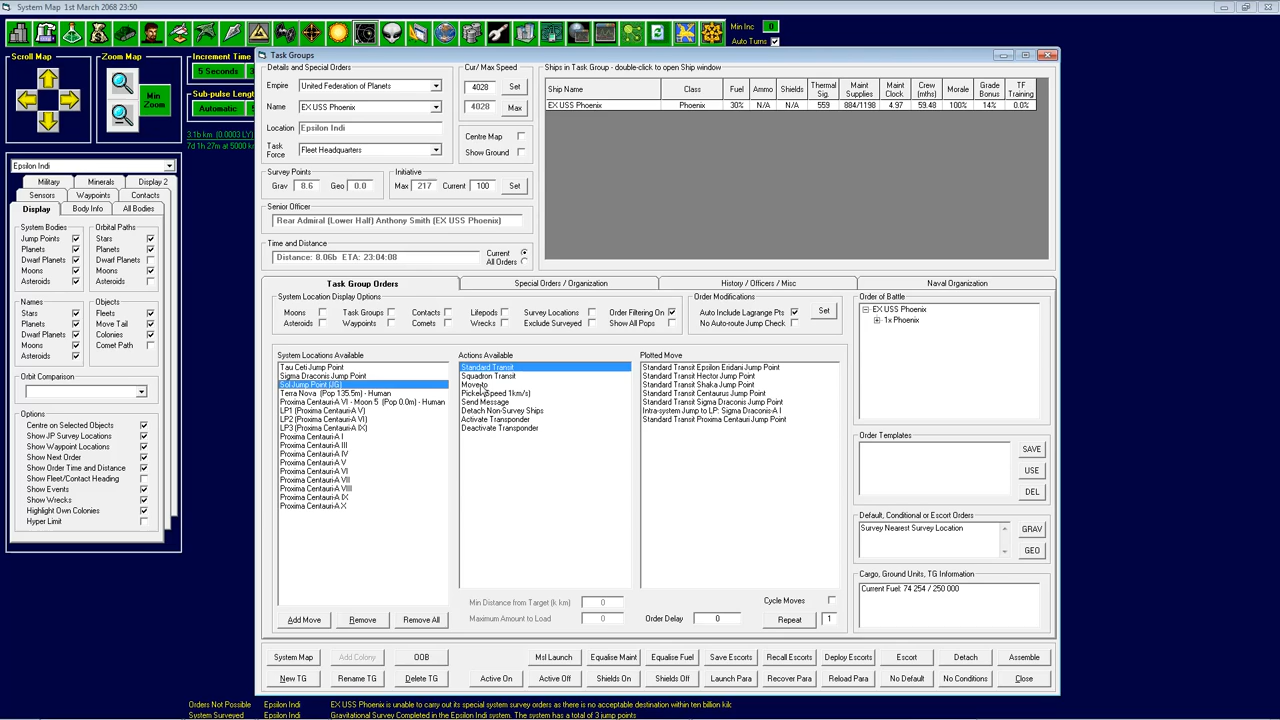 System Map 1st March 2068 23:50
Min Inc 0
Auto Turns
Scroll Map
Zoom Map
Min Zoom
Increment Time
5 Seconds
Sub-pulse Leng
Automatic
3.1b km (0.0003 LY)
7d 1h 27m at 5000 k
Epsilon Indi
Military Minerals Display 2
Sensors Waypoints Contacts
Display Body Info All Bodies
System Bodies
Jump Points
Planets
Dwarf Planets
Moons
Asteroids
Orbital Paths
Stars
Planets
Dwarf Planets
Moons
Asteroids
Names
Stars
Planets
Dwarf Planets
Moons
Asteroids
Objects
Fleets
Move Tail
Colonies
Comet Path
Orbit Comparison
Options
Centre on Selected Objects
Show JP Survey Locations
Show Waypoint Locations
Show Next Order
Show Order Time and Distance
Show Fleet/Contact Heading
Show Events
Show Wrecks
Highlight Own Colonies
Hyper Limit
Task Groups
Details and Special Orders
Empire United Federation of Planets
Name EX USS Phoenix
Location Epsilon Indi
Task Force Fleet Headquarters
Cur/ Max Speed
4028 Set
4028 Max
Centre Map
Show Ground
Survey Points
Grav 8.6 Geo 0.0
Initiative
Max 217 Current 100 Set
Senior Officer
Rear Admiral (Lower Half) Anthony Smith (EX USS Phoenix)
Time and Distance
Distance: 8.06b ETA: 23:04:08
Current
All Orders
Ships in Task Group - double-click to open Ship window
Ship Name Class Fuel Ammo Shields Thermal Sig. Maint Supplies Maint Clock Crew (mths) Morale Grade Bonus TF Training
EX USS Phoenix Phoenix 30% N/A N/A 559 884/1198 4.97 59.48 100% 14% 0.0%
Task Group Orders Special Orders / Organization History / Officers / Misc Naval Organization
System Location Display Options
Moons Task Groups Contacts Lifepods Survey Locations Order Filtering On
Asteroids Waypoints Comets Wrecks Exclude Surveyed Show All Pops
Order Modifications
Auto Include Lagrange Pts
No Auto-route Jump Check
Set
System Locations Available
Tau Ceti Jump Point
Sigma Draconis Jump Point
Sol Jump Point (JG)
Terra Nova (Pop 135.5m) - Human
Proxima Centauri-A VI - Moon 5 (Pop 0.0m) - Human
LP1 (Proxima Centauri-A V)
LP2 (Proxima Centauri-A VI)
LP3 (Proxima Centauri-A IX)
Proxima Centauri-A I
Proxima Centauri-A III
Proxima Centauri-A IV
Proxima Centauri-A V
Proxima Centauri-A VI
Proxima Centauri-A VII
Proxima Centauri-A VIII
Proxima Centauri-A IX
Proxima Centauri-A X
Actions Available
Standard Transit
Squadron Transit
Move to
Picket (Speed 1km/s)
Send Message
Detach Non-Survey Ships
Activate Transponder
Deactivate Transponder
Plotted Move
Standard Transit Epsilon Eridani Jump Point
Standard Transit Hector Jump Point
Standard Transit Shaka Jump Point
Standard Transit Centaurus Jump Point
Standard Transit Sigma Draconis Jump Point
Intra-system Jump to LP: Sigma Draconis-A I
Standard Transit Proxima Centauri Jump Point
Min Distance from Target (k km) 0
Maximum Amount to Load 0
Order Delay 0
Cycle Moves
Repeat 1
Add Move Remove Remove All
Order of Battle
EX USS Phoenix
1x Phoenix
Order Templates
SAVE
USE
DEL
Default, Conditional or Escort Orders
Survey Nearest Survey Location
GRAV
GEO
Cargo, Ground Units, TG Information
Current Fuel: 74 254 / 250 000
System Map Add Colony OOB Msl Launch Equalise Maint Equalise Fuel Save Escorts Recall Escorts Deploy Escorts Escort Detach Assemble
New TG Rename TG Delete TG Active On Active Off Shields On Shields Off Launch Para Recover Para Reload Para No Default No Conditions Close
Orders Not Possible Epsilon Indi EX USS Phoenix is unable to carry out its special system survey orders as there is no acceptable destination within ten billion kilo
System Surveyed Epsilon Indi Gravitational Survey Completed in the Epsilon Indi system. The system has a total of 3 jump points